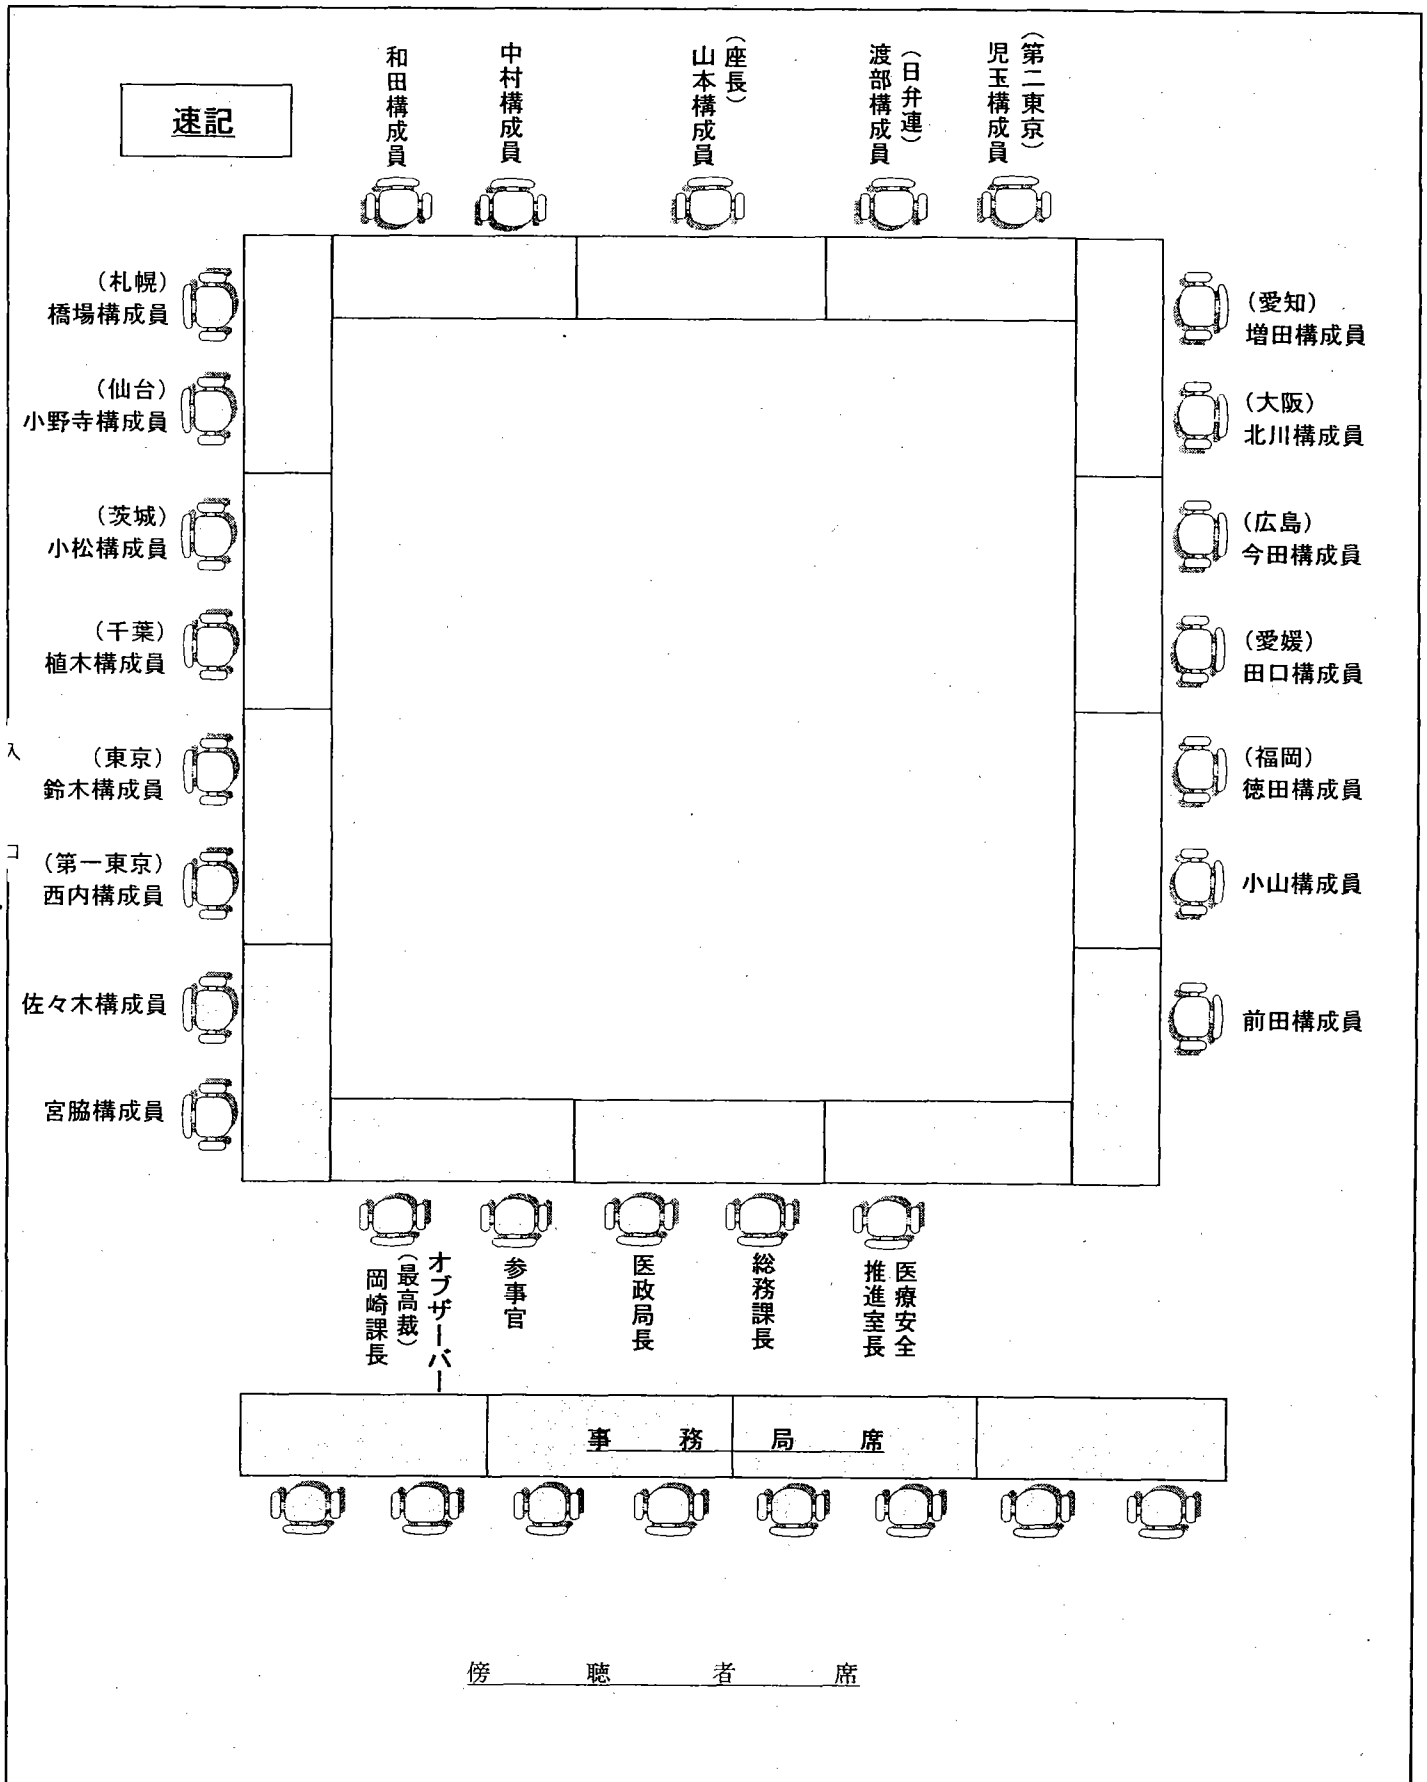 速記
和田構成員
中村構成員
(座長)
山本構成員
(日弁連)
渡部構成員
(第二東京)
児玉構成員
(札幌)
橋場構成員
(仙台)
小野寺構成員
(茨城)
小松構成員
(千葉)
植木構成員
(東京)
鈴木構成員
(第一東京)
西内構成員
佐々木構成員
宮脇構成員
入口
(愛知)
増田構成員
(大阪)
北川構成員
(広島)
今田構成員
(愛媛)
田口構成員
(福岡)
徳田構成員
小山構成員
前田構成員
オブザーバー
(最高裁)
岡崎課長
参事官
医政局長
総務課長
医療安全
推進室長
事務局席
傍聴者席